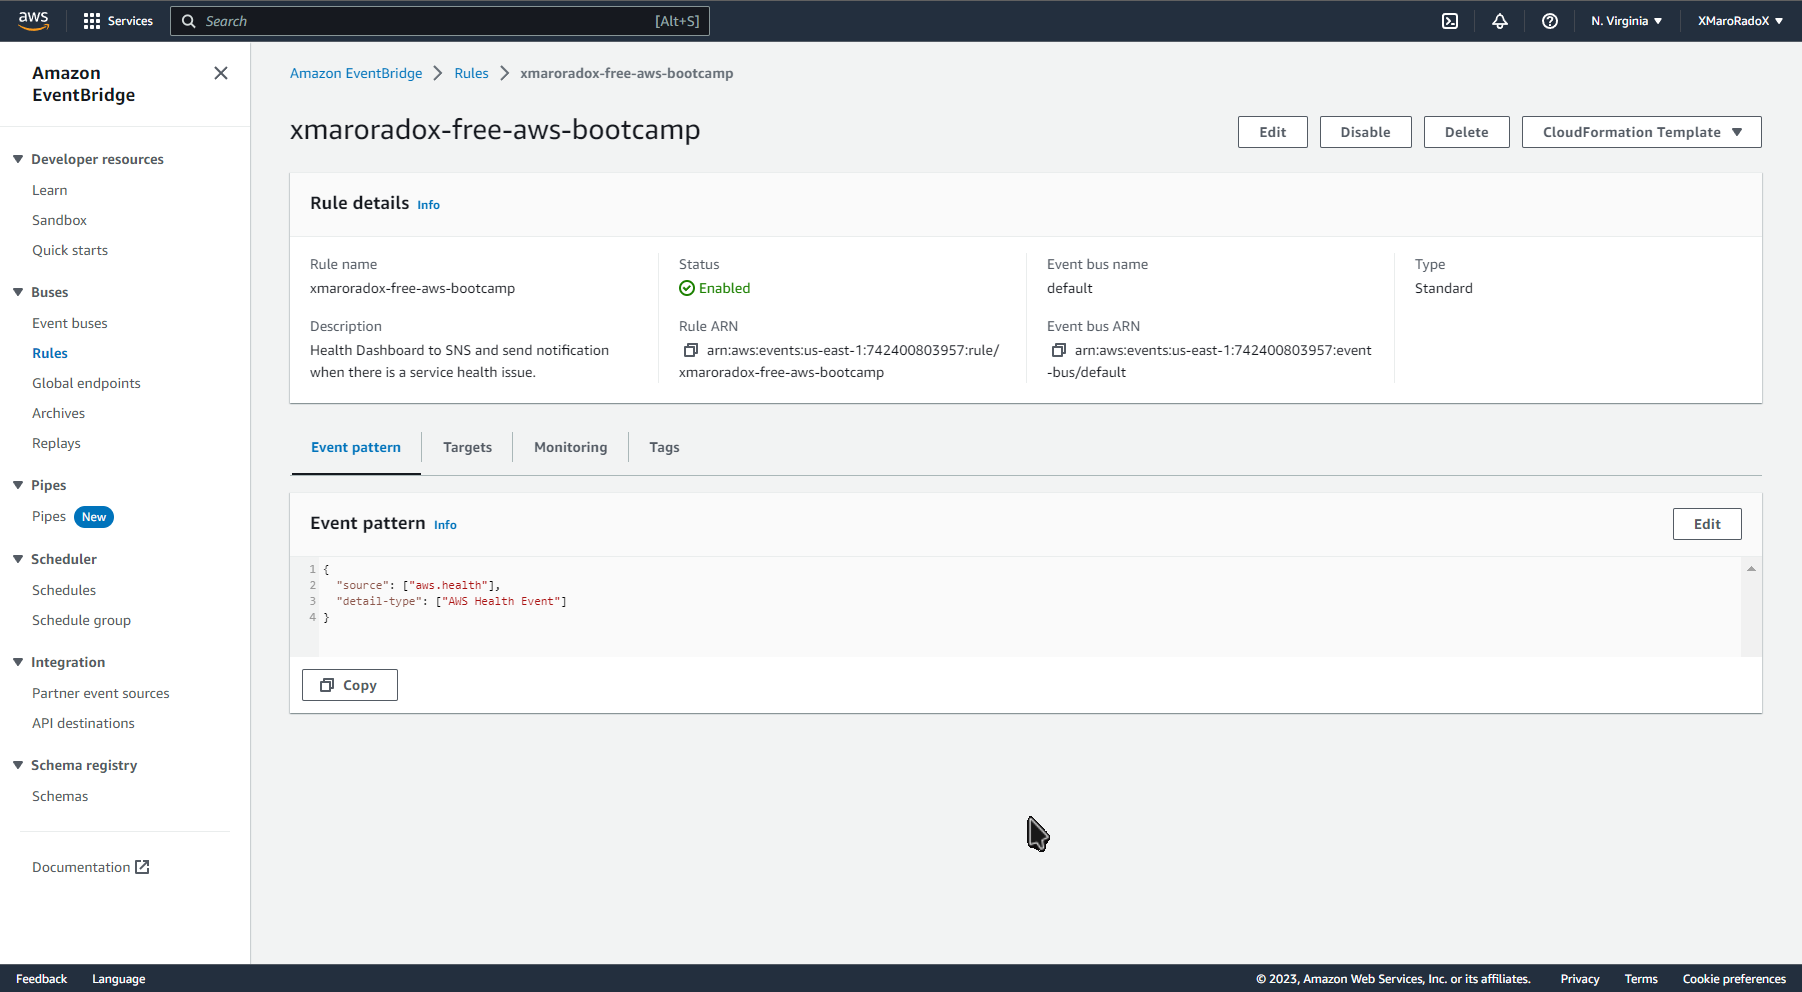 aws
Services
Search
[Alt+S]
N. Virginia
XMaroRadoX
Amazon
EventBridge
Developer resources
Learn
Sandbox
Quick starts
Buses
Event buses
Rules
Global endpoints
Archives
Replays
Pipes
Pipes New
Scheduler
Schedules
Schedule group
Integration
Partner event sources
API destinations
Schema registry
Schemas
Documentation
Amazon EventBridge > Rules > xmaroradox-free-aws-bootcamp
xmaroradox-free-aws-bootcamp
Edit
Disable
Delete
CloudFormation Template
Rule details Info
Rule name
xmaroradox-free-aws-bootcamp
Description
Health Dashboard to SNS and send notification
when there is a service health issue.
Status
Enabled
Rule ARN
arn:aws:events:us-east-1:742400803957:rule/
xmaroradox-free-aws-bootcamp
Event bus name
default
Event bus ARN
arn:aws:events:us-east-1:742400803957:event
-bus/default
Type
Standard
Event pattern
Targets
Monitoring
Tags
Event pattern Info
Edit
1 {
2 "source": ["aws.health"],
3 "detail-type": ["AWS Health Event"]
4 }
Copy
Feedback
Language
© 2023, Amazon Web Services, Inc. or its affiliates.
Privacy
Terms
Cookie preferences